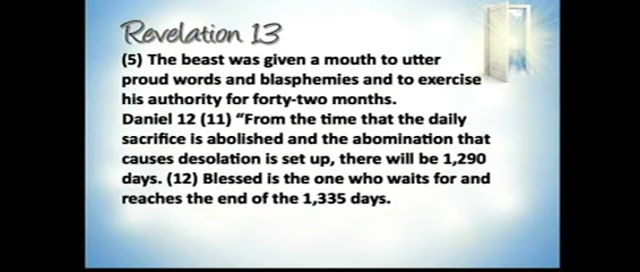 Revelation 13
(5) The beast was given a mouth to utter
proud words and blasphemies and to exercise
his authority for forty-two months.
Daniel 12 (11) “From the time that the daily
sacrifice is abolished and the abomination that
causes desolation is set up, there will be 1,290
days. (12) Blessed is the one who waits for and
reaches the end of the 1,335 days.